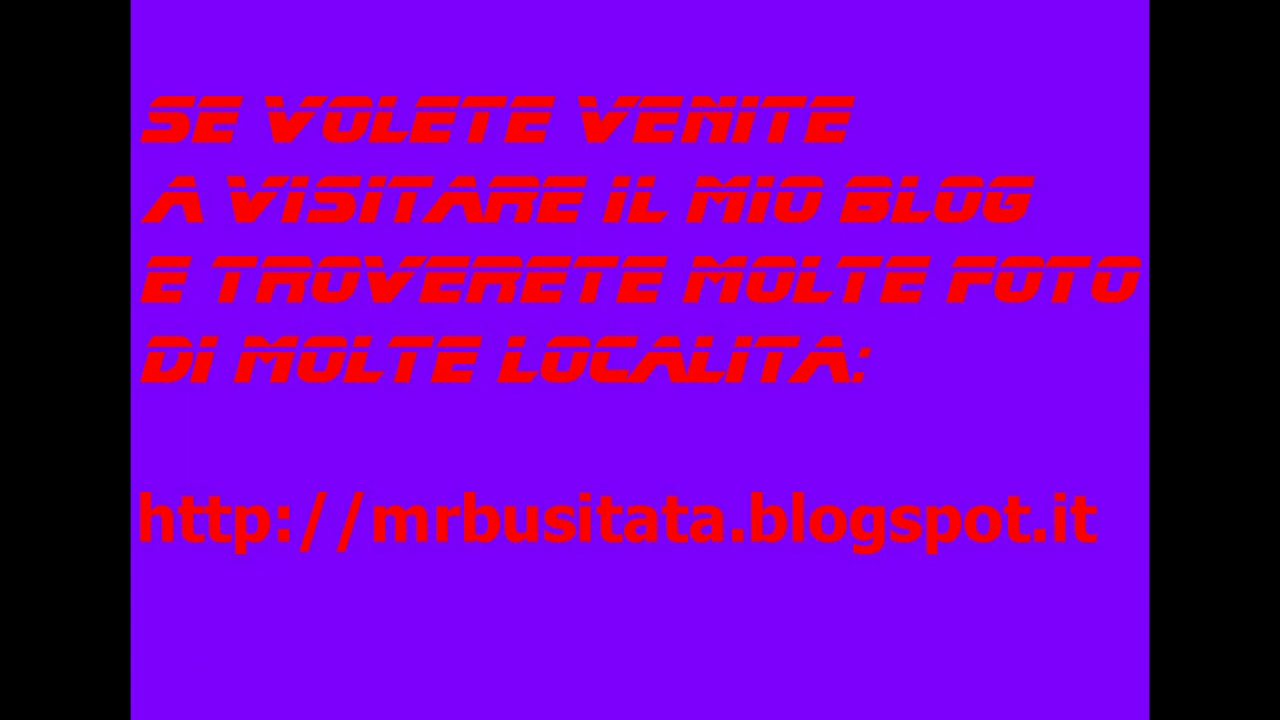 SE VOLETE VENITE
A VISITARE IL MIO BLOG
E TROVERETE MOLTE FOTO
DI MOLTE LOCALITA:
http://mrbusitata.blogspot.it